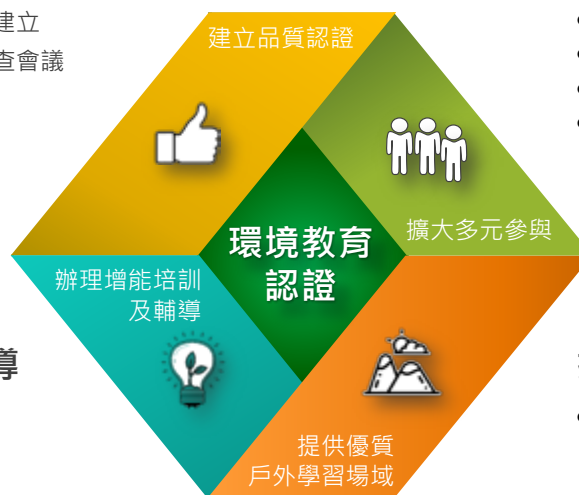 建立
查會議
建立品質認證
擴大多元參與
環境教育
認證
辦理增能培訓
及輔導
導
提供優質
戶外學習場域